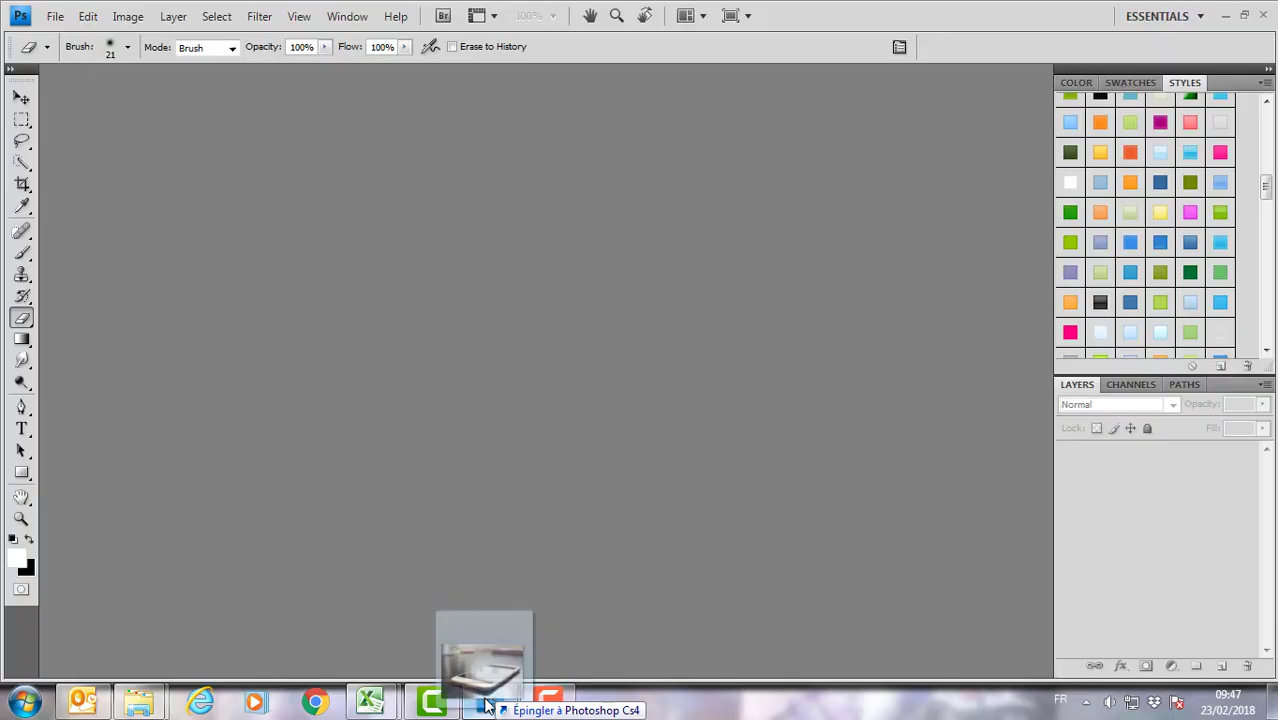 Ps File Edit Image Layer Select Filter View Window Help Br 100% ESSENTIALS
Brush: 21 Mode: Brush Opacity: 100% Flow: 100% Erase to History
COLOR SWATCHES STYLES
LAYERS CHANNELS PATHS
Normal Opacity:
Lock: Fill:
Épingler à Photoshop Cs4
FR 09:47
23/02/2018